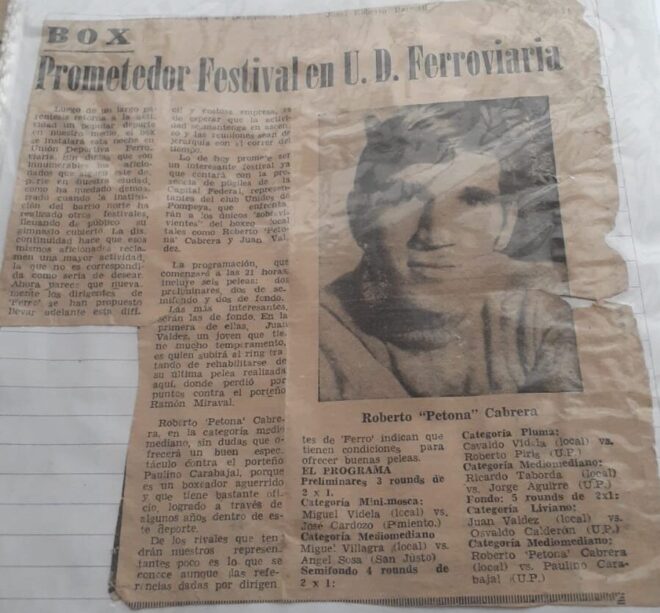 BOX
Prometedor Festival en U. D. Ferroviaria
Luego de un largo pa-
réntesis retorna a la acti-
vidad un popular deporte
en nuestro medio, el box
se instalará esta noche en
Unión Deportiva Ferro-
viaria. Sin dudas que son
innumerables los aficio-
nados que siguen este de-
porte en nuestra ciudad,
como ha quedado demos-
trado cuando la institu-
ción del barrio norte ha
realizado otros festivales,
llenando de público su
gimnasio cubierto. La dis-
continuidad hace que esos
mismos aficionados recla-
men una mayor actividad,
la que no es correspondi-
da como sería de desear.
Ahora parece que nueva-
mente los dirigentes de
'Ferro', se han propuesto
llevar adelante esta difí-
cil y costosa empresa, es
de esperar que la activi-
dad se mantenga en ascen-
so y las reuniones sean de
jerarquía con el correr del
tiempo.
Lo de hoy promete ser
un interesante festival ya
que contará con la pre-
sencia de púgiles de la
Capital Federal, represen-
tantes del club Unidos de
Pompeya, que enfrenta-
rán a los únicos 'sobrevi-
vientes' del boxeo local
tales como Roberto 'Peto-
na' Cabrera y Juan Val-
dez.
La programación, que
comenzará a las 21 horas,
incluye seis peleas: dos
preliminares, dos de se-
mifondo y dos de fondo.
Las más interesantes,
serán las de fondo. En la
primera de ellas, Juan
Valdez, un joven que tie-
ne mucho temperamento,
es quien subirá al ring tra-
tando de rehabilitarse de
su última pelea realizada
aquí, donde perdió por
puntos contra el porteño
Ramón Miraval.
Roberto 'Petona' Cabre-
ra, en la categoría medio
mediano, sin dudas que o-
frecerá un buen espec-
táculo contra el porteño
Paulino Carabajal, porque
es un boxeador aguerrido
y que tiene bastante ofi-
cio, logrado a través de
algunos años dentro de es-
te deporte.
De los rivales que ten-
drán nuestros represen-
tantes poco es lo que se
conoce aunque las refe-
rencias dadas por dirigen-
Roberto "Petona" Cabrera
tes de 'Ferro' indican que
tienen condiciones para
ofrecer buenas peleas.
EL PROGRAMA
Preliminares 3 rounds de
2 x 1.
Categoría Mini.mosca:
Miguel Videla (local) vs.
José Cardozo (Pimiento.)
Categoría Mediomediano
Miguel Villagra (local) vs.
Angel Sosa (San Justo)
Semifondo 4 rounds de
2 x 1:
Categoría Pluma:
Osvaldo Videla (local) vs.
Roberto Piris (U.P.)
Categoría Mediomediano:
Ricardo Taborda (local)
vs. Jorge Aguirre (U.P.)
Fondo: 5 rounds de 2x1:
Categoría Liviano:
Juan Valdez (local) vs.
Osvaldo Calderón (U.P.)
Categoría Mediomediano:
Roberto 'Petona' Cabrera
(local) vs. Paulino Cara-
bajal (U.P.)